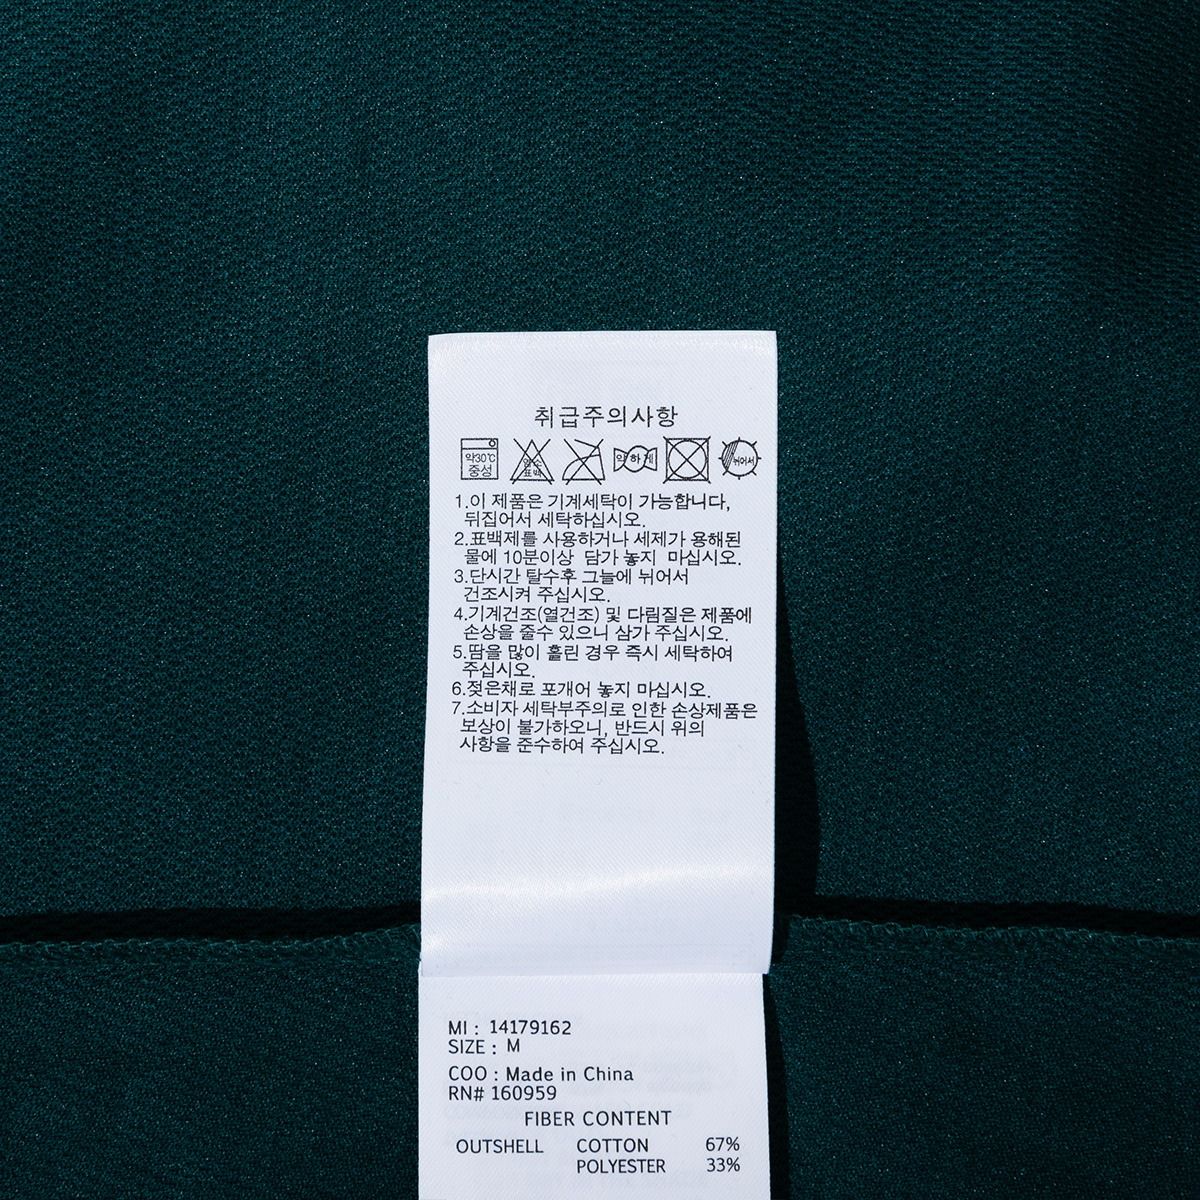 취급주의사항
약30℃ 중성
염소 표백
약하게
뉘어서
1.이 제품은 기계세탁이 가능합니다,
뒤집어서 세탁하십시오.
2.표백제를 사용하거나 세제가 용해된
물에 10분이상 담가 놓지 마십시오.
3.단시간 탈수후 그늘에 뉘어서
건조시켜 주십시오.
4.기계건조(열건조) 및 다림질은 제품에
손상을 줄수 있으니 삼가 주십시오.
5.땀을 많이 흘린 경우 즉시 세탁하여
주십시오.
6.젖은채로 포개어 놓지 마십시오.
7.소비자 세탁부주의로 인한 손상제품은
보상이 불가하오니, 반드시 위의
사항을 준수하여 주십시오.
MI : 14179162
SIZE : M
COO : Made in China
RN# 160959
FIBER CONTENT
OUTSHELL COTTON 67%
POLYESTER 33%